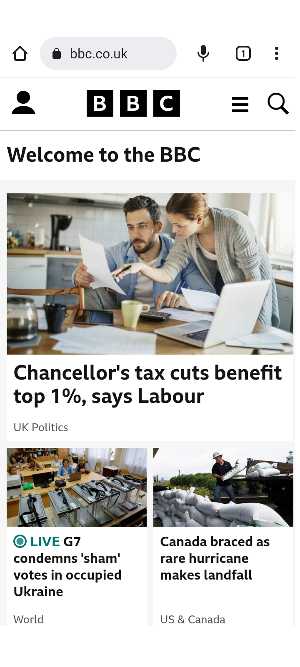 bbc.co.uk
1
BBC
Welcome to the BBC
Chancellor's tax cuts benefit
top 1%, says Labour
UK Politics
LIVE G7
condemns 'sham'
votes in occupied
Ukraine
World
Canada braced as
rare hurricane
makes landfall
US & Canada